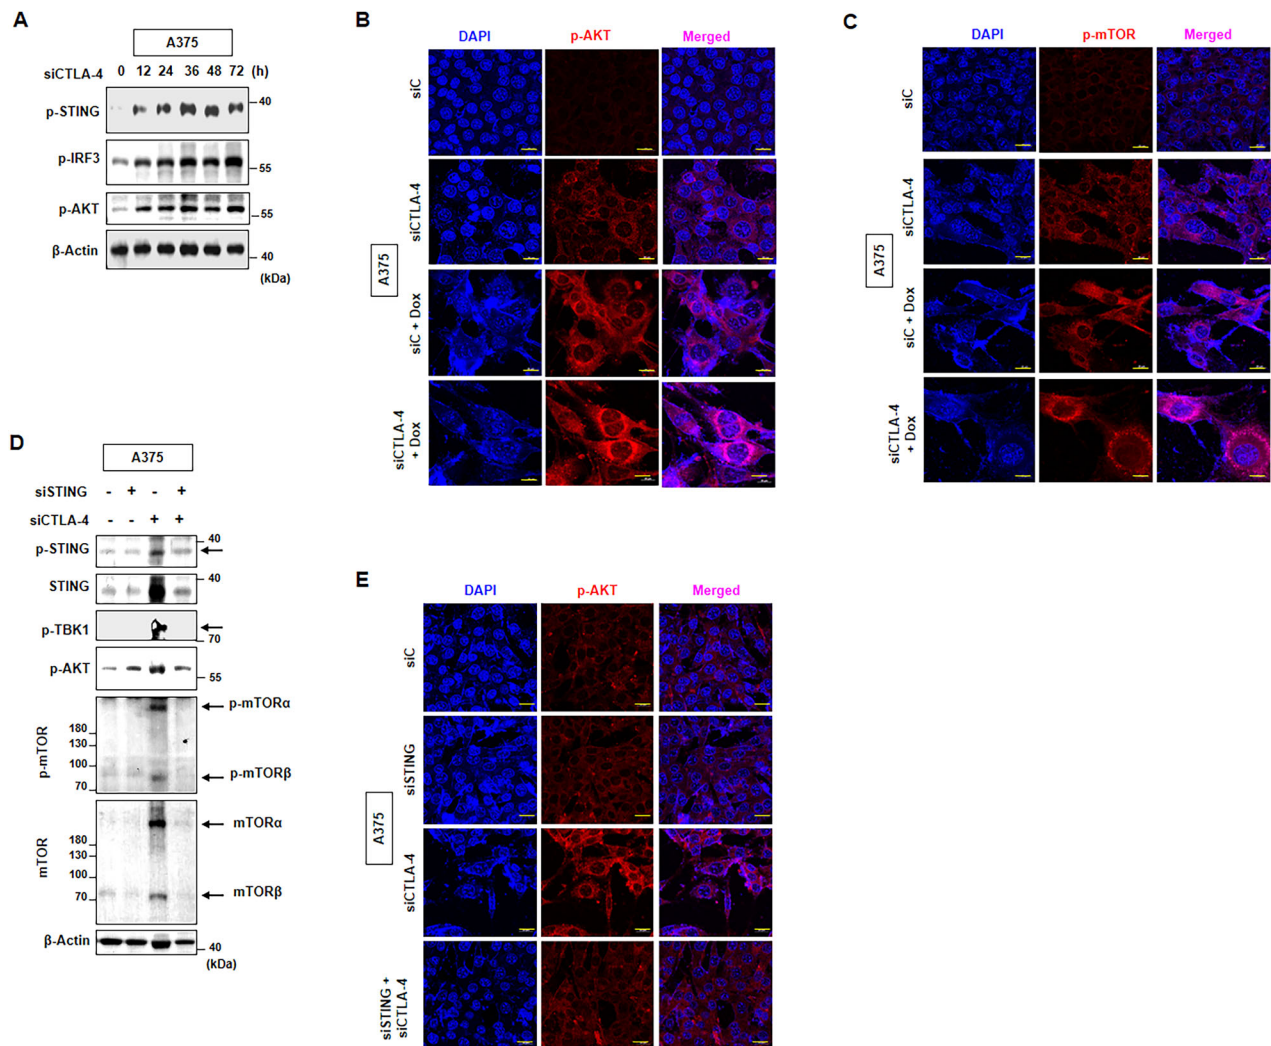 A
A375
siCTLA-4 0 12 24 36 48 72 (h)
p-STING
40
p-IRF3
55
p-AKT
55
β-Actin
40
(kDa)
B
DAPI p-AKT Merged
siC
siCTLA-4
siC + Dox
siCTLA-4
+ Dox
A375
C
DAPI p-mTOR Merged
siC
siCTLA-4
siC + Dox
siCTLA-4
+ Dox
A375
D
A375
siSTING - + - +
siCTLA-4 - - + +
p-STING
40
STING
40
p-TBK1
70
p-AKT
55
p-mTOR
180
130
100
70
p-mTORα
p-mTORβ
mTOR
180
130
100
70
mTORα
mTORβ
β-Actin
40
(kDa)
E
DAPI p-AKT Merged
siC
siSTING
siCTLA-4
siSTING +
siCTLA-4
A375